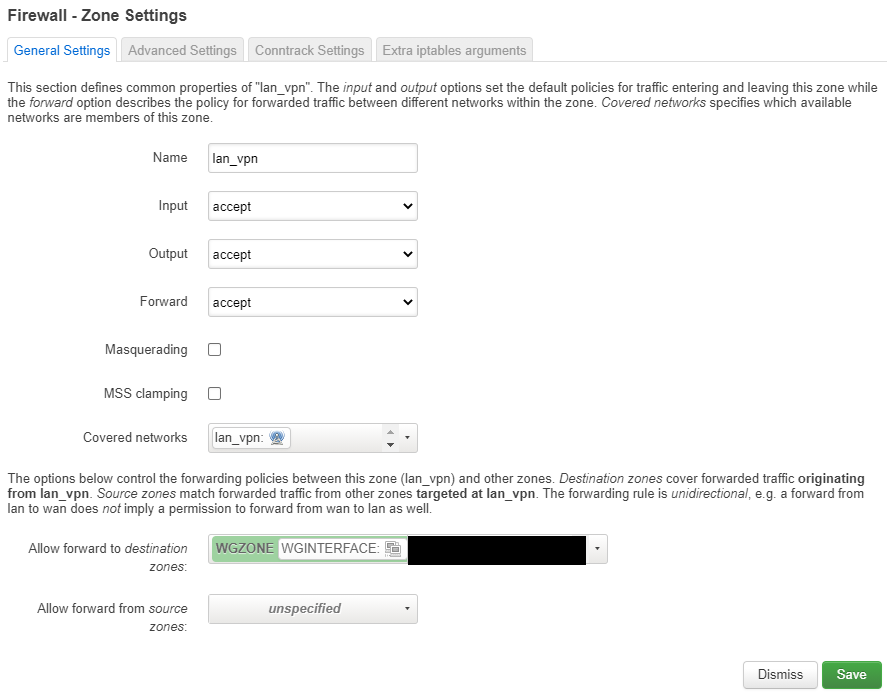 Firewall - Zone Settings
General Settings
Advanced Settings
Conntrack Settings
Extra iptables arguments
This section defines common properties of "lan_vpn". The input and output options set the default policies for traffic entering and leaving this zone while
the forward option describes the policy for forwarded traffic between different networks within the zone. Covered networks specifies which available
networks are members of this zone.
Name
lan_vpn
Input
accept
Output
accept
Forward
accept
Masquerading
MSS clamping
Covered networks
lan_vpn:
The options below control the forwarding policies between this zone (lan_vpn) and other zones. Destination zones cover forwarded traffic originating
from lan_vpn. Source zones match forwarded traffic from other zones targeted at lan_vpn. The forwarding rule is unidirectional, e.g. a forward from
lan to wan does not imply a permission to forward from wan to lan as well.
Allow forward to destination
zones:
WGZONE WGINTERFACE:
Allow forward from source
zones:
unspecified
Dismiss
Save